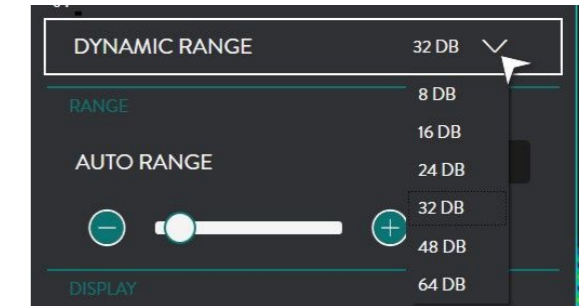 DYNAMIC RANGE 32 DB
8 DB
RANGE
16 DB
AUTO RANGE
24 DB
32 DB
48 DB
DISPLAY
64 DB